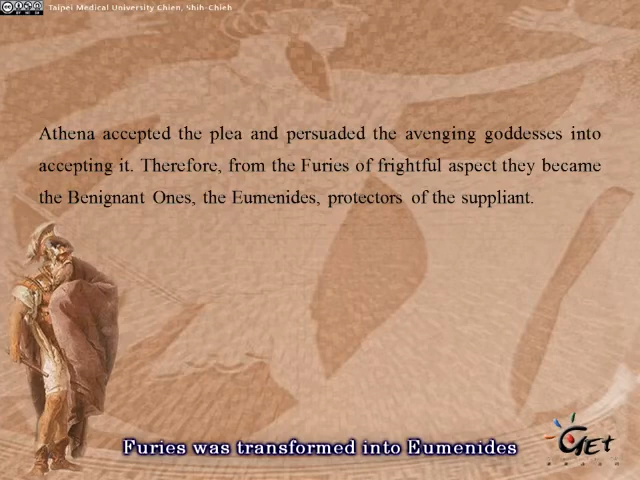 Taipei Medical University Chien, Shih-Chieh
Athena accepted the plea and persuaded the avenging goddesses into
accepting it. Therefore, from the Furies of frightful aspect they became
the Benignant Ones, the Eumenides, protectors of the suppliant.
Furies was transformed into Eumenides
GET